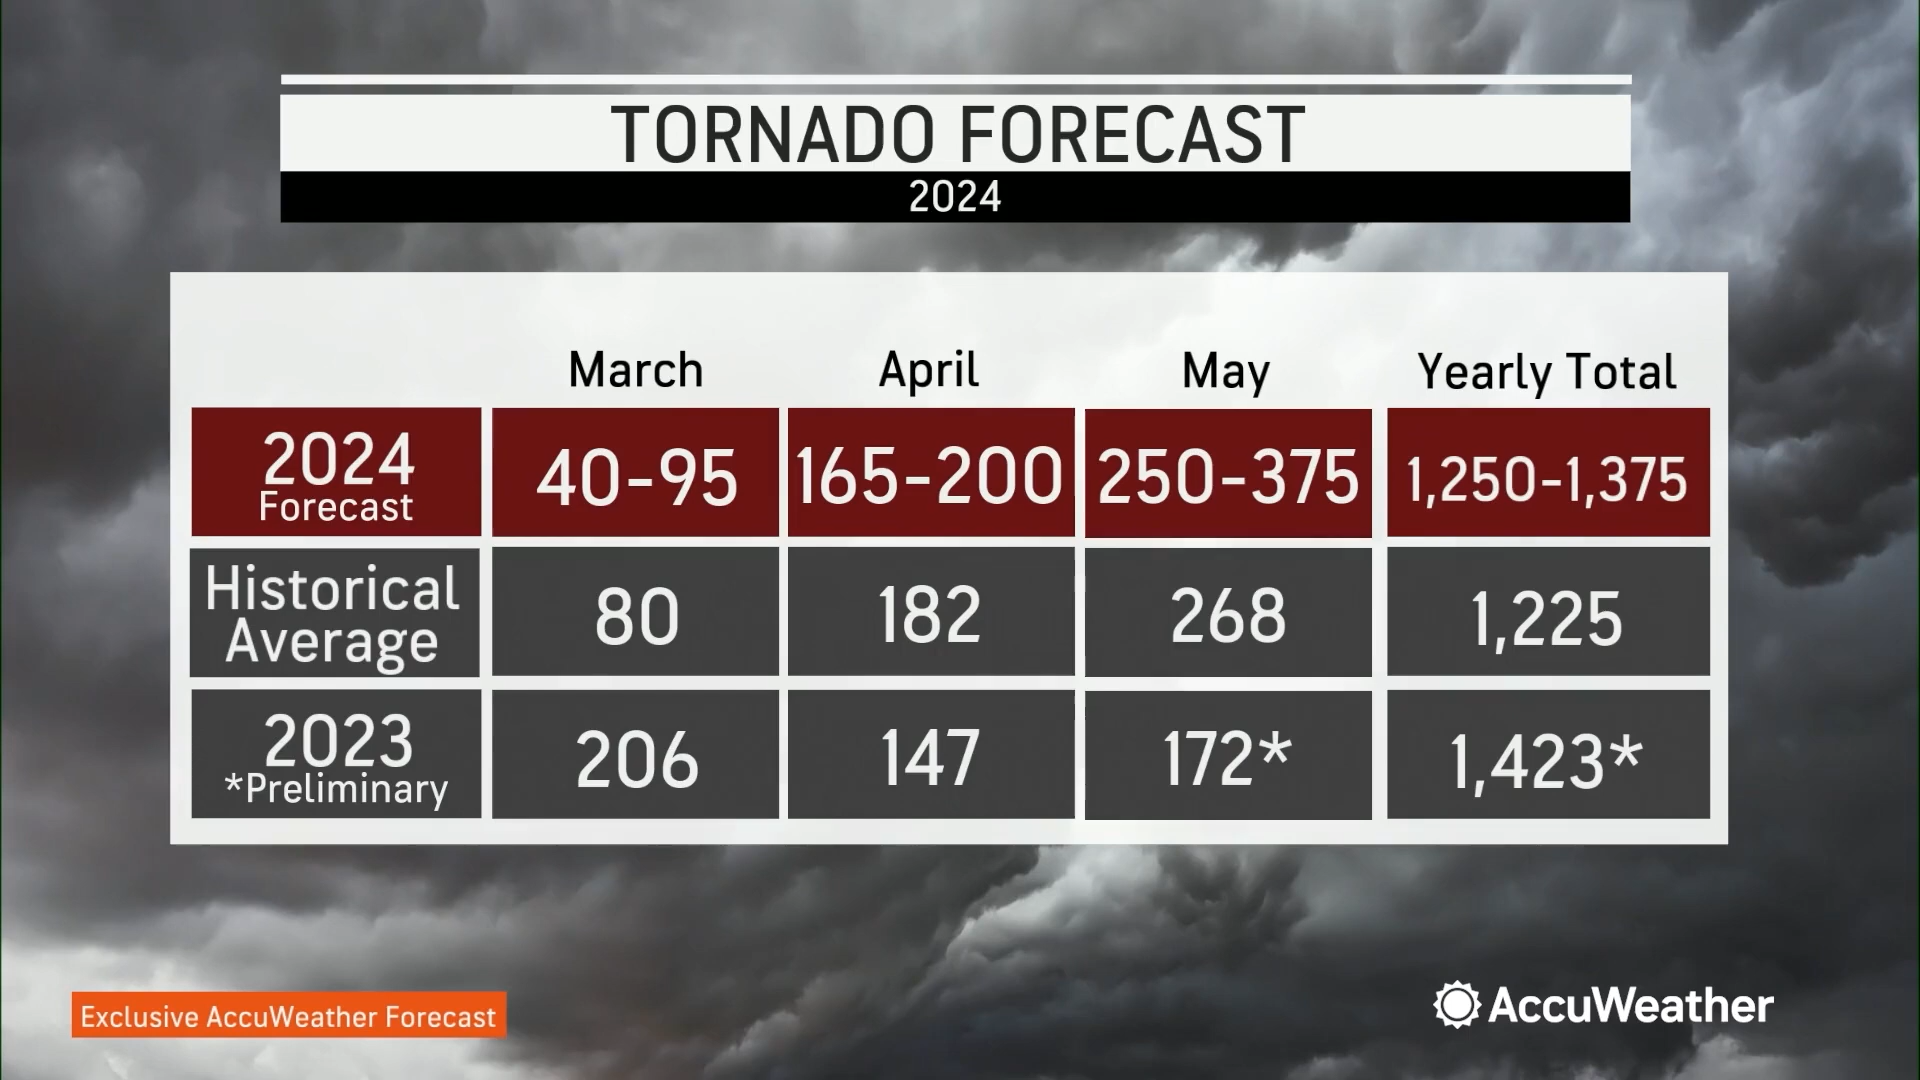 TORNADO FORECAST
2024
March April May Yearly Total
2024
Forecast
40-95 165-200 250-375 1,250-1,375
Historical
Average
80 182 268 1,225
2023
*Preliminary
206 147 172* 1,423*
Exclusive AccuWeather Forecast
AccuWeather